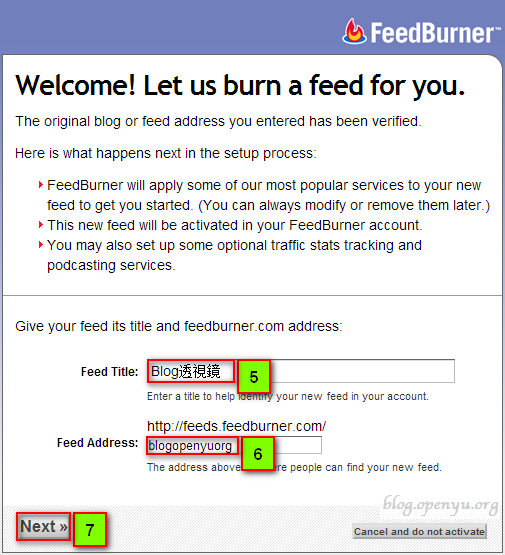 FeedBurner™
Welcome! Let us burn a feed for you.
The original blog or feed address you entered has been verified.
Here is what happens next in the setup process:
FeedBurner will apply some of our most popular services to your new
feed to get you started. (You can always modify or remove them later.)
This new feed will be activated in your FeedBurner account.
You may also set up some optional traffic stats tracking and
podcasting services.
Give your feed its title and feedburner.com address:
Feed Title: Blog透視鏡 5
Enter a title to help identify your new feed in your account.
http://feeds.feedburner.com/
Feed Address: blogopenyuorg 6
The address above where people can find your new feed.
blog.openyu.org
Next » 7
Cancel and do not activate